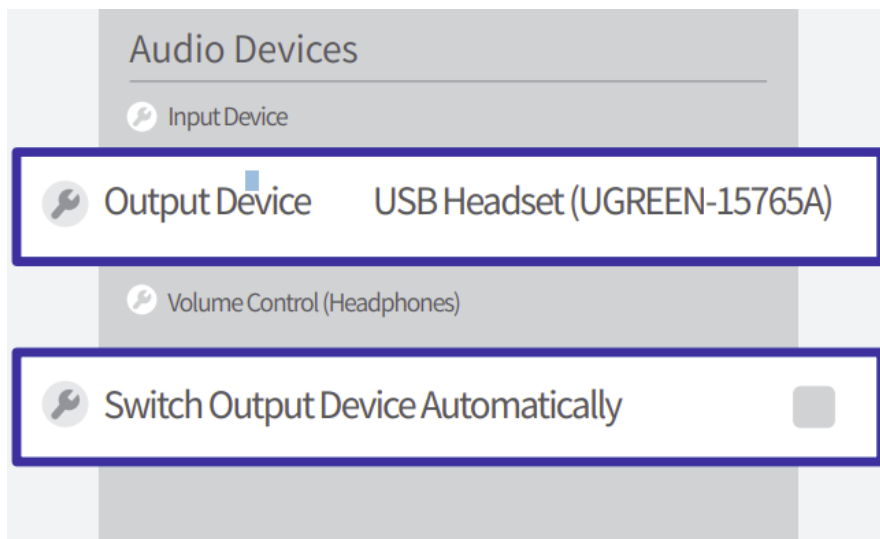 Audio Devices
Input Device
Output Device USB Headset (UGREEN-15765A)
Volume Control (Headphones)
Switch Output Device Automatically